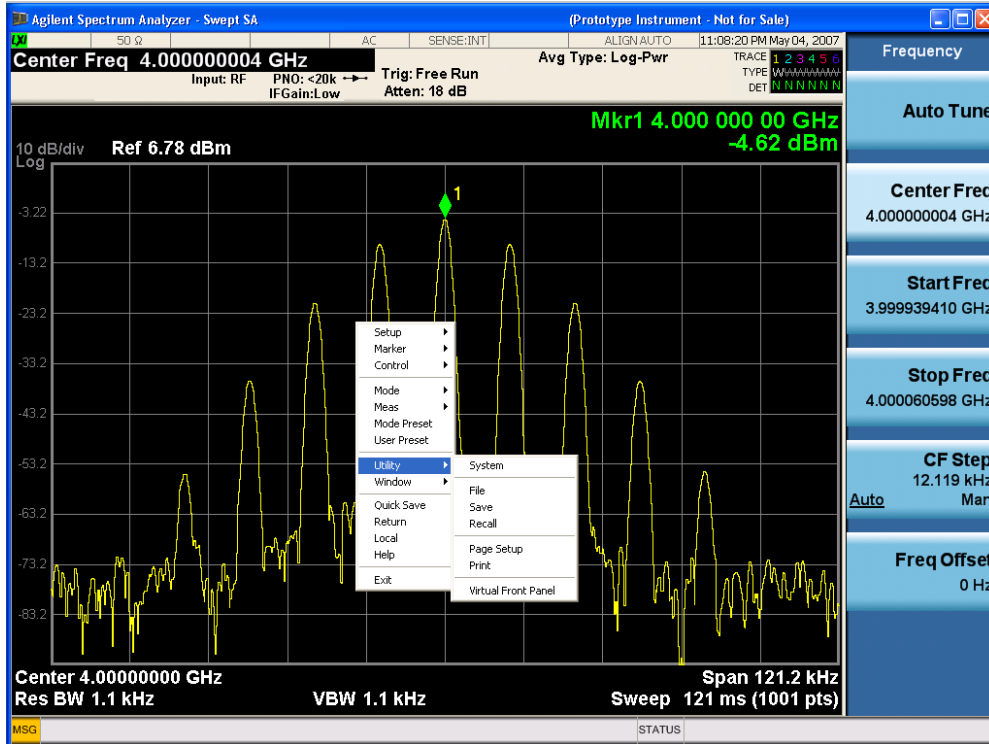 Agilent Spectrum Analyzer - Swept SA (Prototype Instrument - Not for Sale)
LXI 50 Ω AC SENSE:INT ALIGN AUTO 11:08:20 PM May 04, 2007
Center Freq 4.000000004 GHz
Input: RF PNO: <20k Trig: Free Run
IFGain:Low Atten: 18 dB
Avg Type: Log-Pwr
TRACE 1 2 3 4 5 6
TYPE
DET N N N N N N
Mkr1 4.000 000 00 GHz
-4.62 dBm
10 dB/div Ref 6.78 dBm
Log
1
-3.22
-13.2
-23.2
-33.2
-43.2
-53.2
-63.2
-73.2
-83.2
Setup
Marker
Control
Mode
Meas
Mode Preset
User Preset
Utility
Window
Quick Save
Return
Local
Help
Exit
System
File
Save
Recall
Page Setup
Print
Virtual Front Panel
Center 4.00000000 GHz Span 121.2 kHz
Res BW 1.1 kHz VBW 1.1 kHz Sweep 121 ms (1001 pts)
MSG STATUS
Frequency
Auto Tune
Center Freq
4.000000004 GHz
Start Freq
3.999939410 GHz
Stop Freq
4.000060598 GHz
CF Step
12.119 kHz
Auto Man
Freq Offset
0 Hz